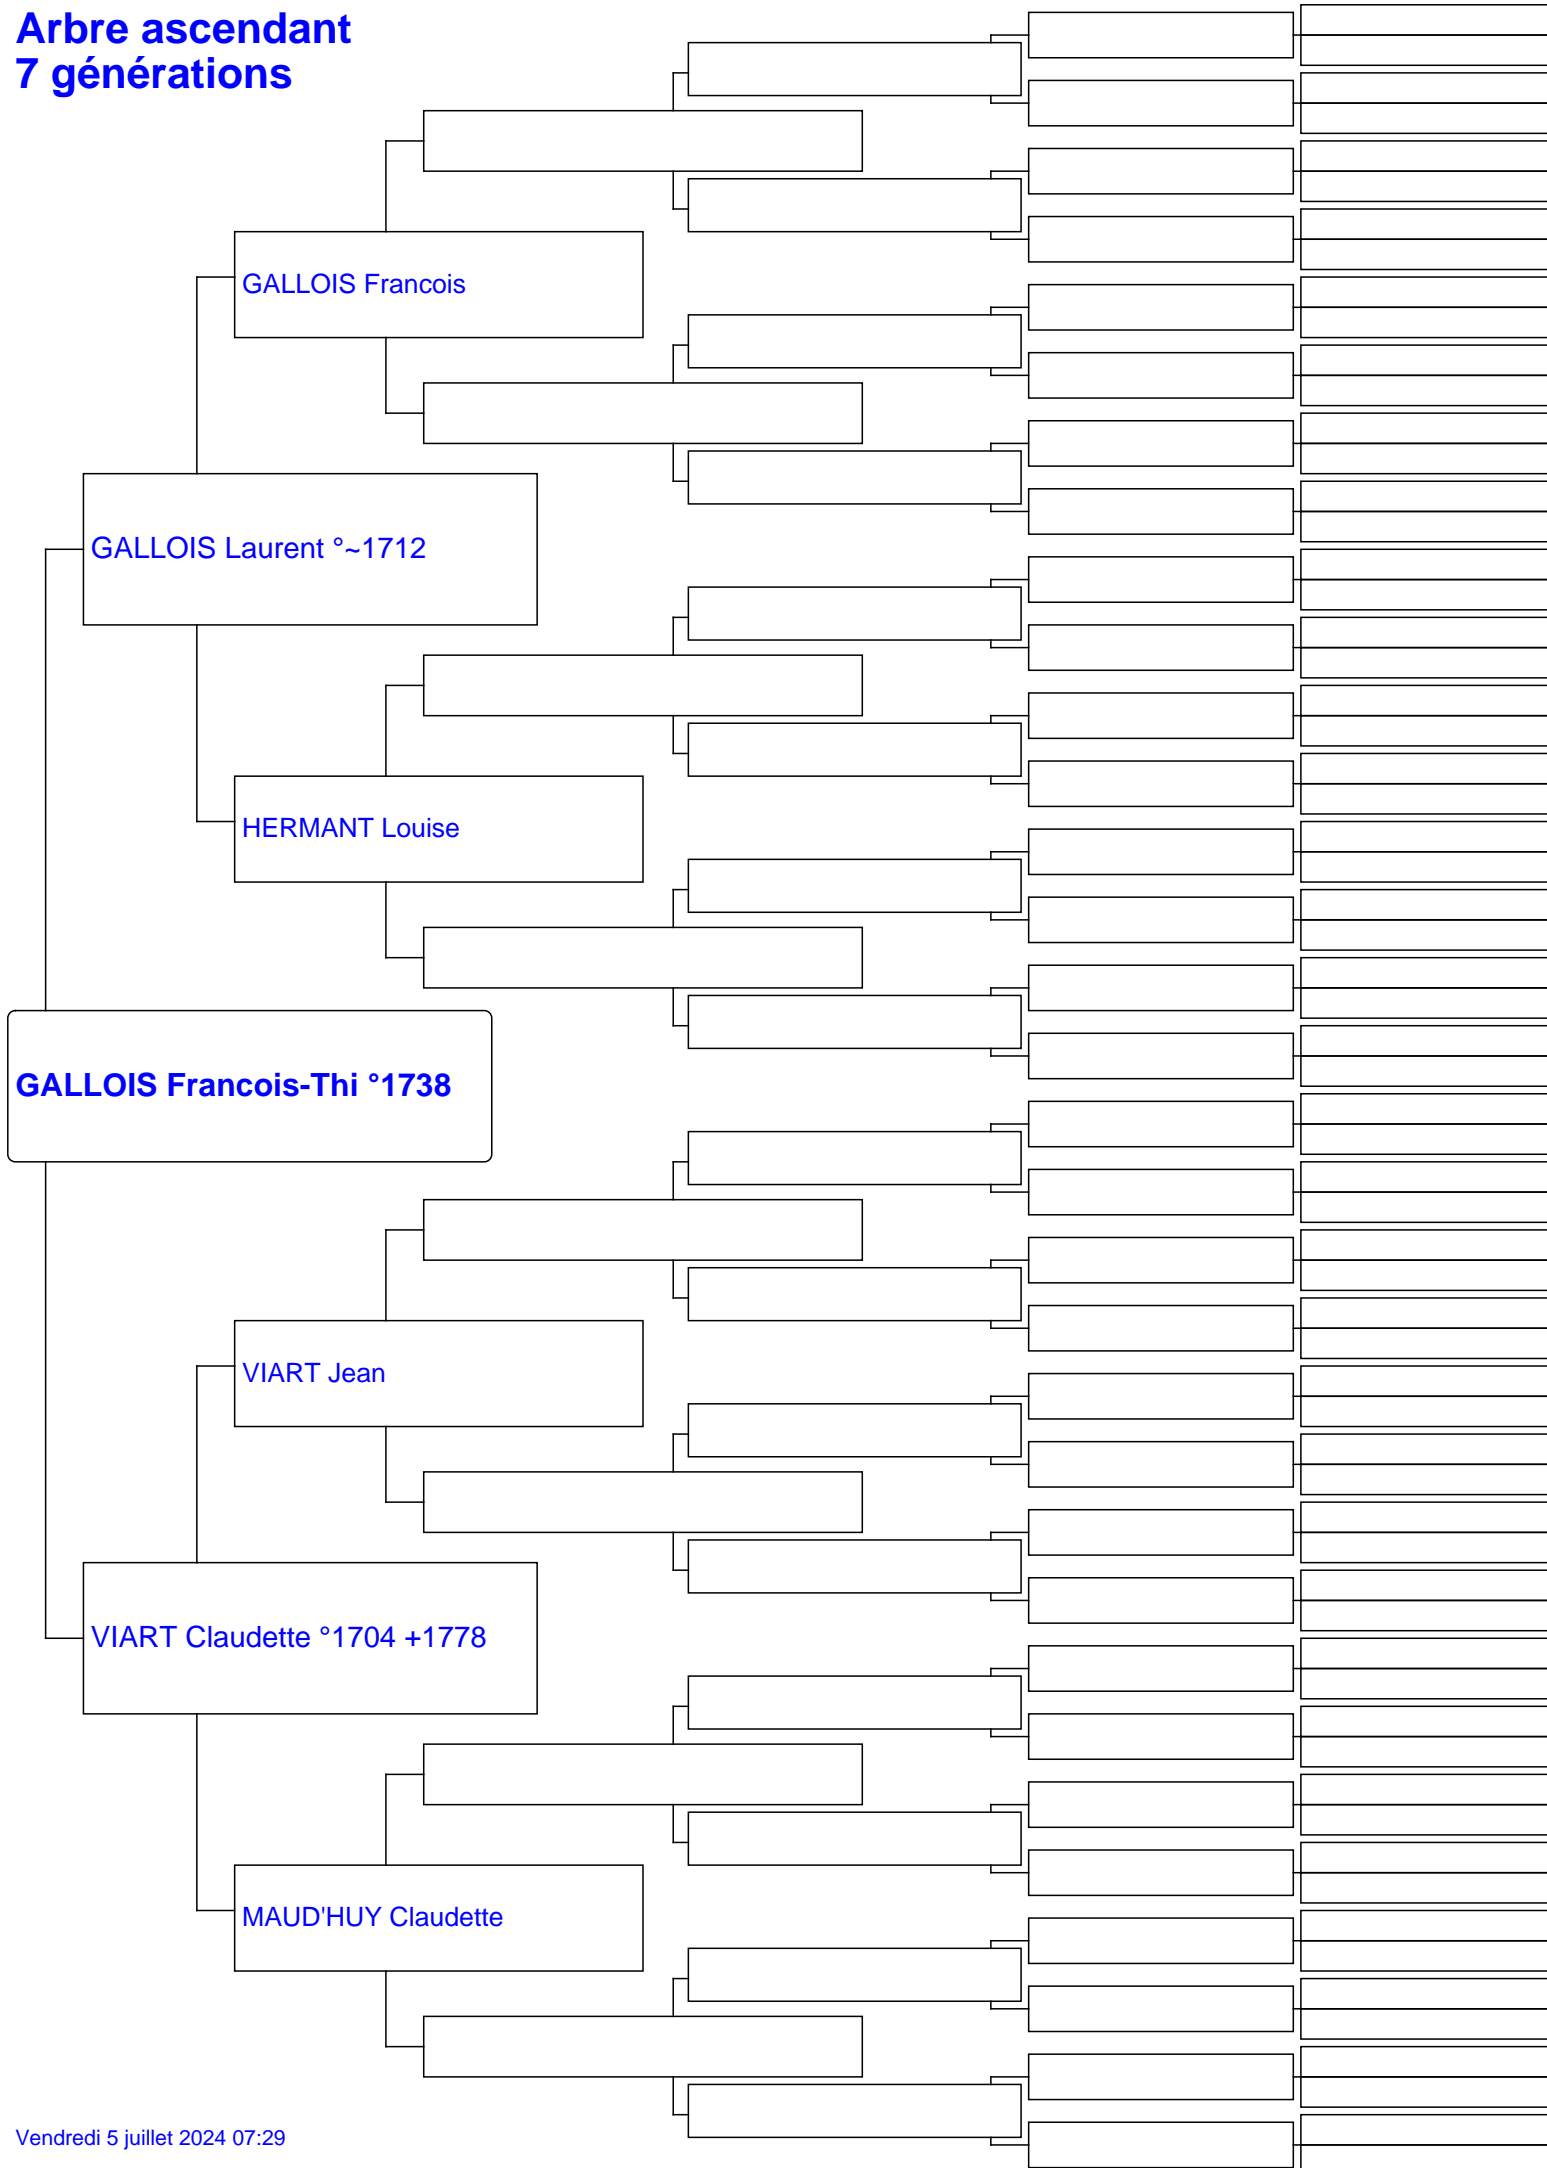 Arbre ascendant
7 générations
GALLOIS Francois
GALLOIS Laurent °~1712
HERMANT Louise
GALLOIS Francois-Thi °1738
VIART Jean
VIART Claudette °1704 +1778
MAUD'HUY Claudette
Vendredi 5 juillet 2024 07:29